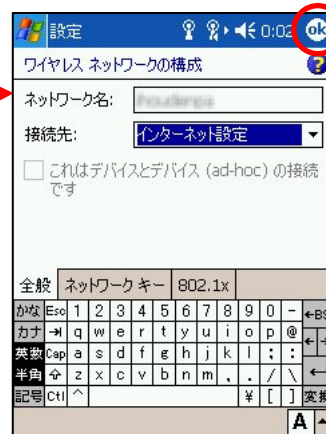 設定 0:02 ok
ワイヤレス ネットワークの構成
ネットワーク名:
接続先: インターネット設定
これはデバイスとデバイス (ad-hoc) の接続
です
全般 ネットワーク キー 802.1x
かな Esc 1 2 3 4 5 6 7 8 9 0 - ←BS
カナ →| q w e r t y u i o p @
英数 Cap a s d f g h j k l ; : ← →
半角 z x c v b n m , . / \ ←
記号 Ctl ^ ¥ [ ] 変換
A